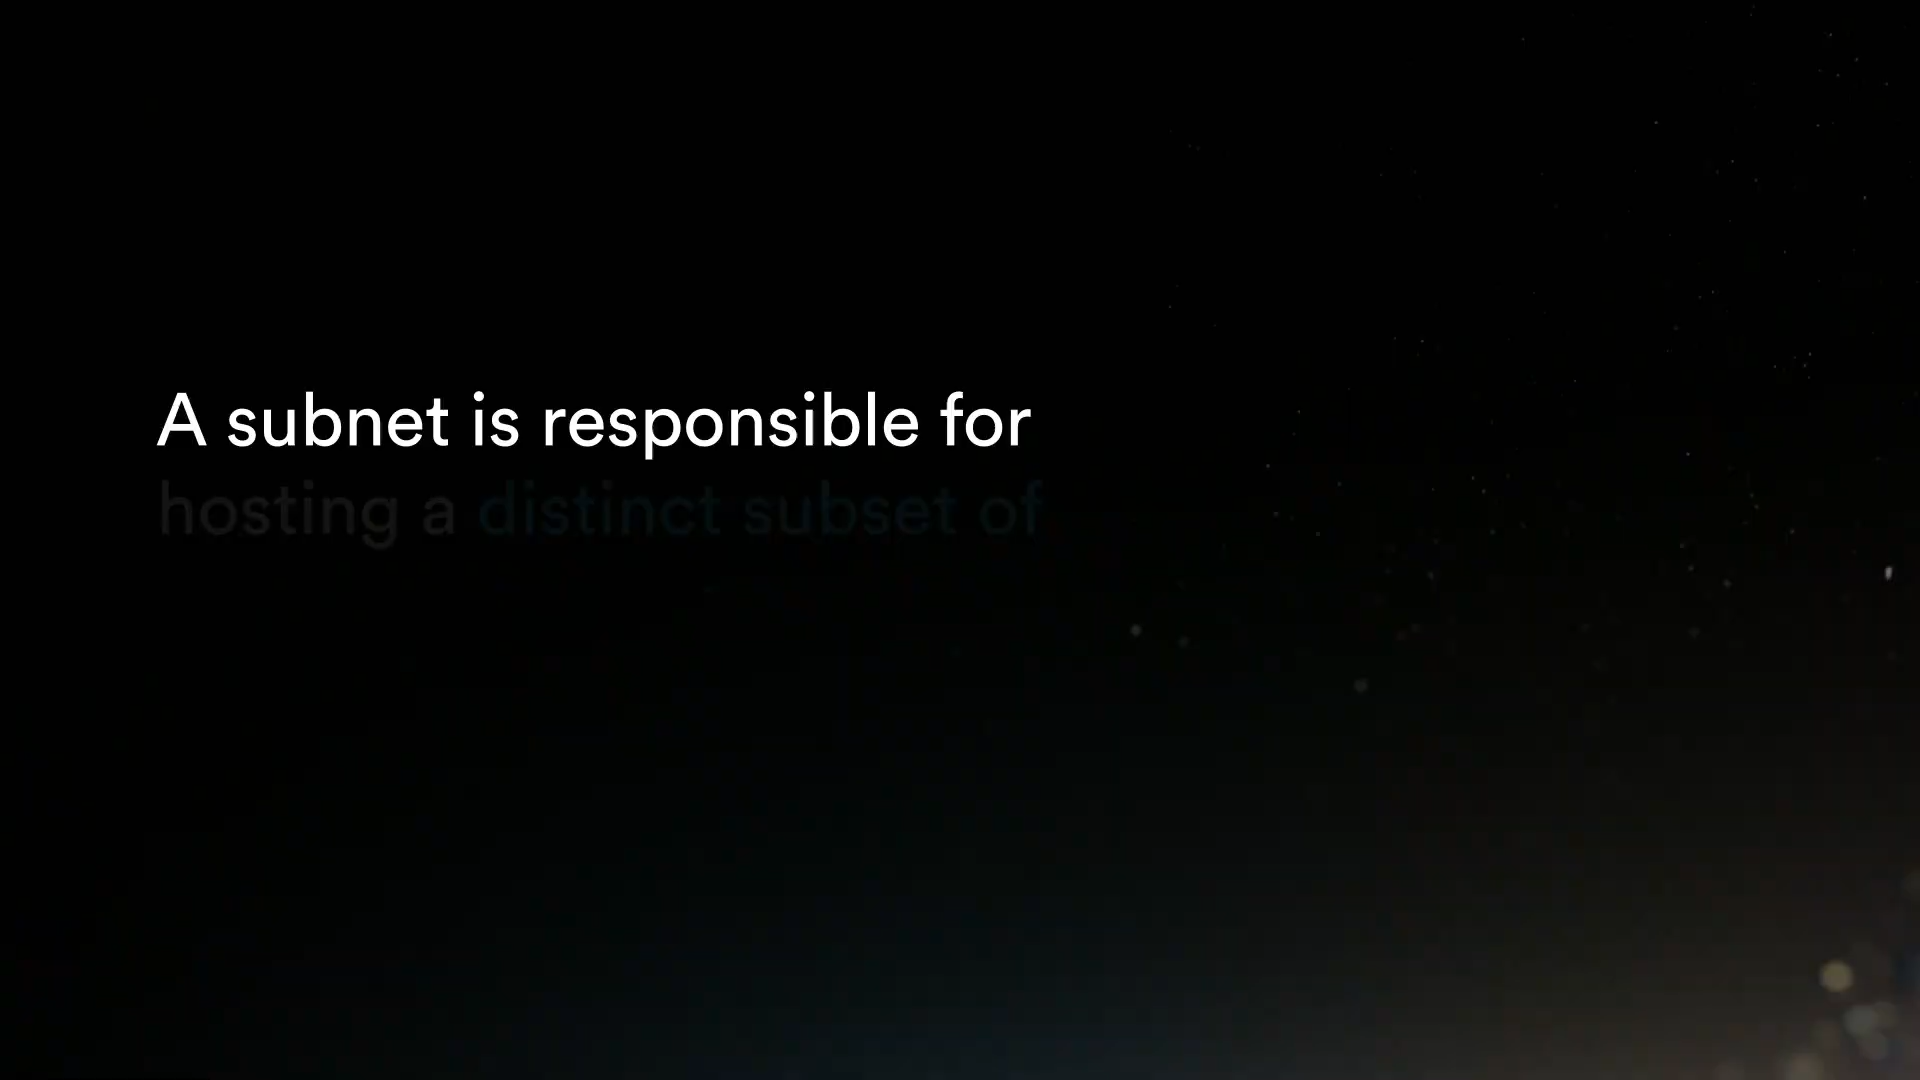 A subnet is responsible for
hosting a distinct subset of